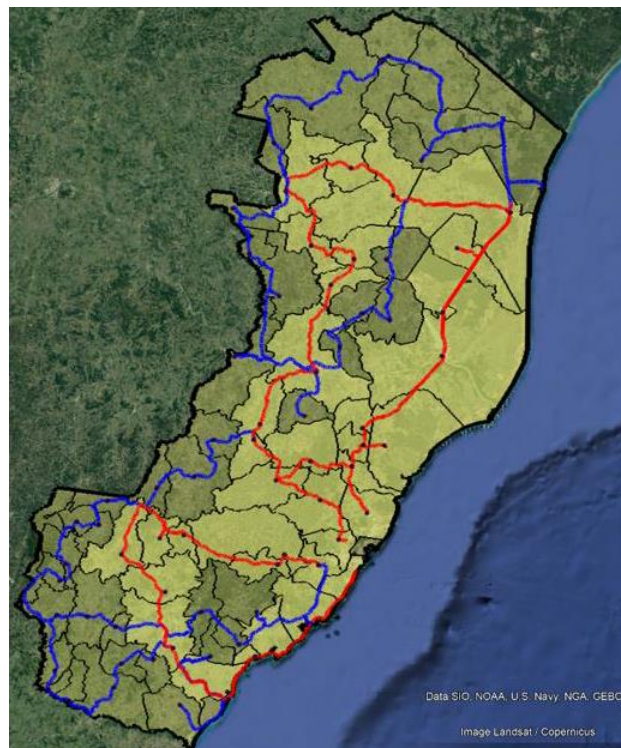 Data SIO, NOAA, U.S. Navy, NGA, GEBC
Image Landsat / Copernicus